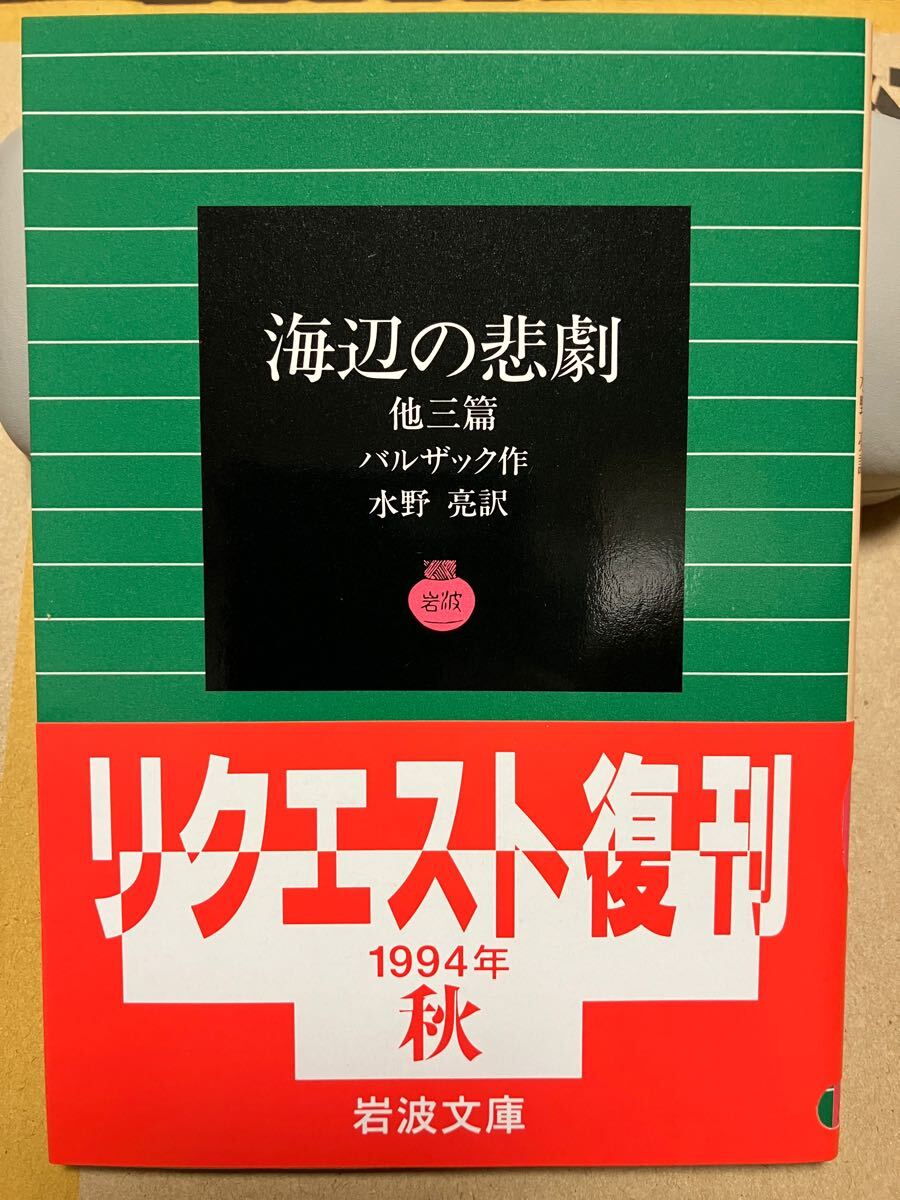 海辺の悲劇
他三篇
バルザック作
水野 亮訳
岩波
リクエスト復刊
1994年
秋
岩波文庫